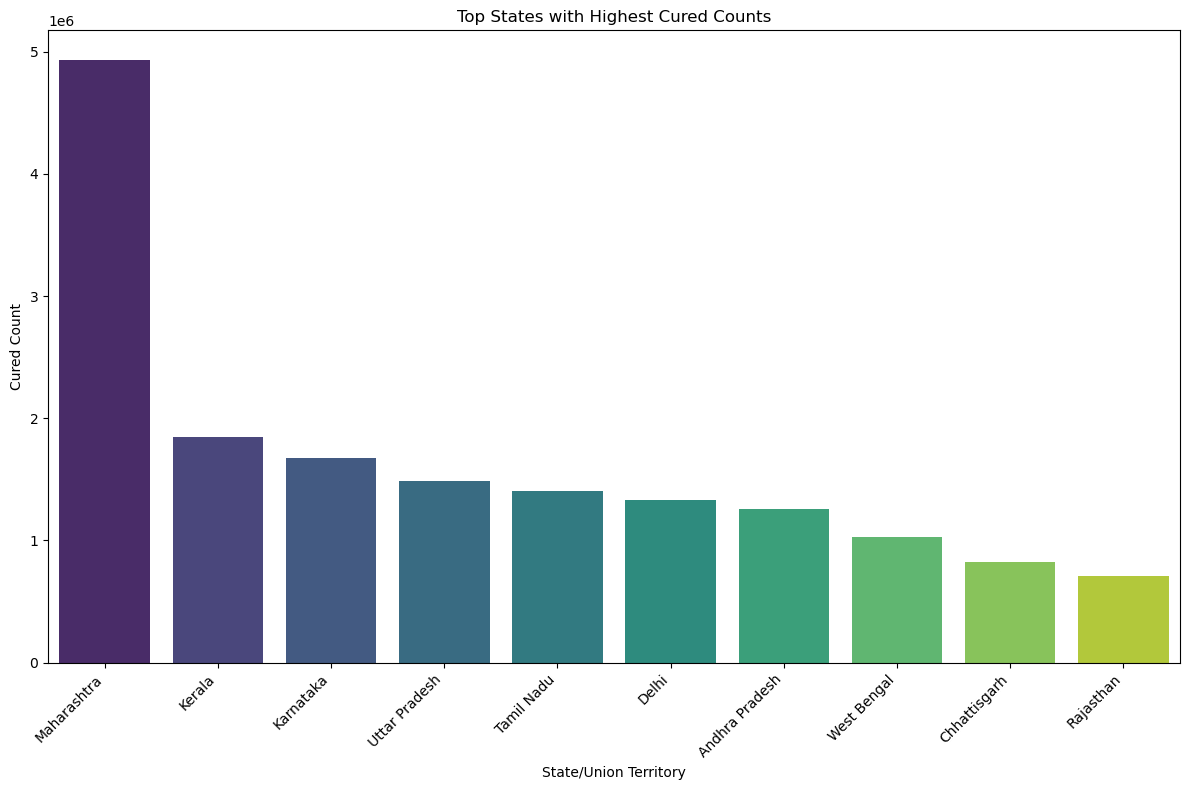 Top States with Highest Cured Counts
1e6
5
4
3
2
1
0
Cured Count
Maharashtra
Kerala
Karnataka
Uttar Pradesh
Tamil Nadu
Delhi
Andhra Pradesh
West Bengal
Chhattisgarh
Rajasthan
State/Union Territory